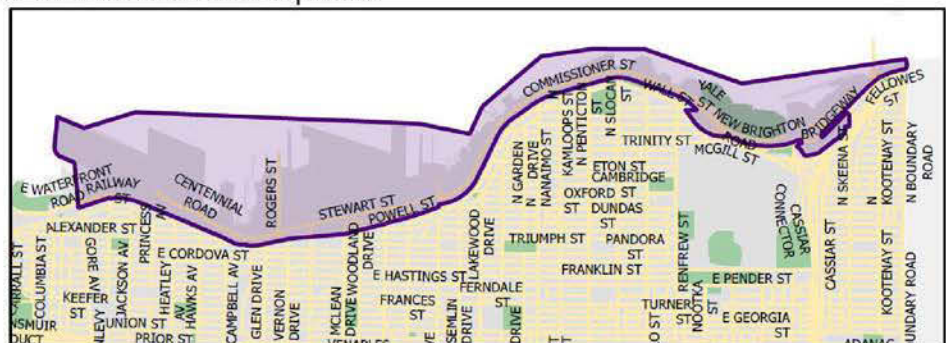 COMMISSIONER ST
WALL ST
YALE
ST
NEW BRIGHTON
ROAD
BRIDGEWAY
FELLOWES
ST
TRINITY ST
MCGILL ST
N SLOCAN
ST
ST
N PENTICTON
KAMLOOPS ST
NANAIMO ST
N
DRIVE
N GARDEN
ETON ST
CAMBRIDGE
OXFORD ST
ST
DUNDAS
ST
N SKENA ST
N
KOOTENAY ST
N BOUNDARY
ROAD
E WATERFRONT
ROAD
RAILWAY
ST
CENTENNIAL
ROAD
ROGERS ST
STEWART ST
POWELL ST
ALEXANDER ST
PRINCESS
AV
E CORDOVA ST
WOODLAND
DRIVE
LAKEWOOD
DRIVE
TRIUMPH ST
PANDORA
ST
FRANKLIN ST
RENFREW ST
CASSIAR
CONNECTOR
CASSIAR ST
KOOTENAY ST
COLUMBIA ST
GORE AV
JACKSON AV
HEATLEY
AV
HAWKS AV
CAMPBELL AV
GLEN DRIVE
VERNON
DRIVE
MCLEAN
DRIVE
E HASTINGS ST
FERNDALE
ST
FRANCES
ST
E PENDER ST
KEEFER
ST
UNION ST
PRIOR ST
TURNER
ST
NOOTKA
ST
E GEORGIA
ST
DRIVE
DRIVE